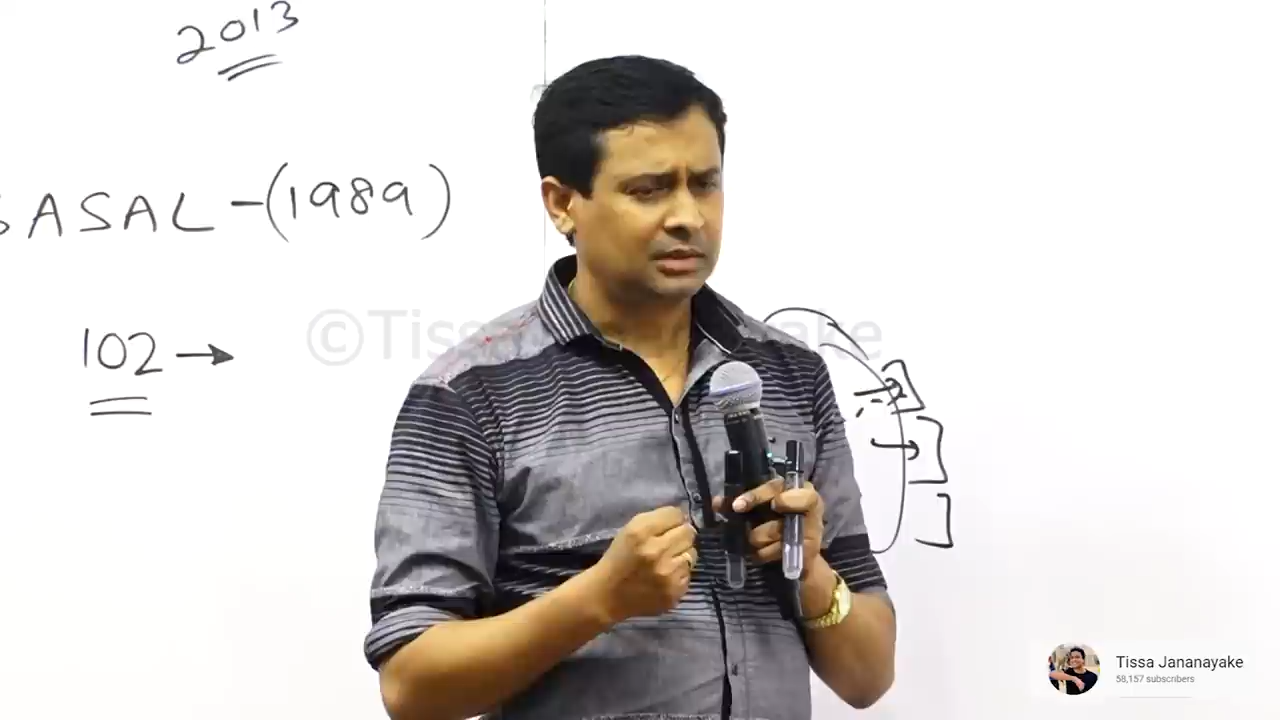 2013
SASAL - (1989)
102 →
©Tissa Jananayake
Tissa Jananayake
58,157 subscribers